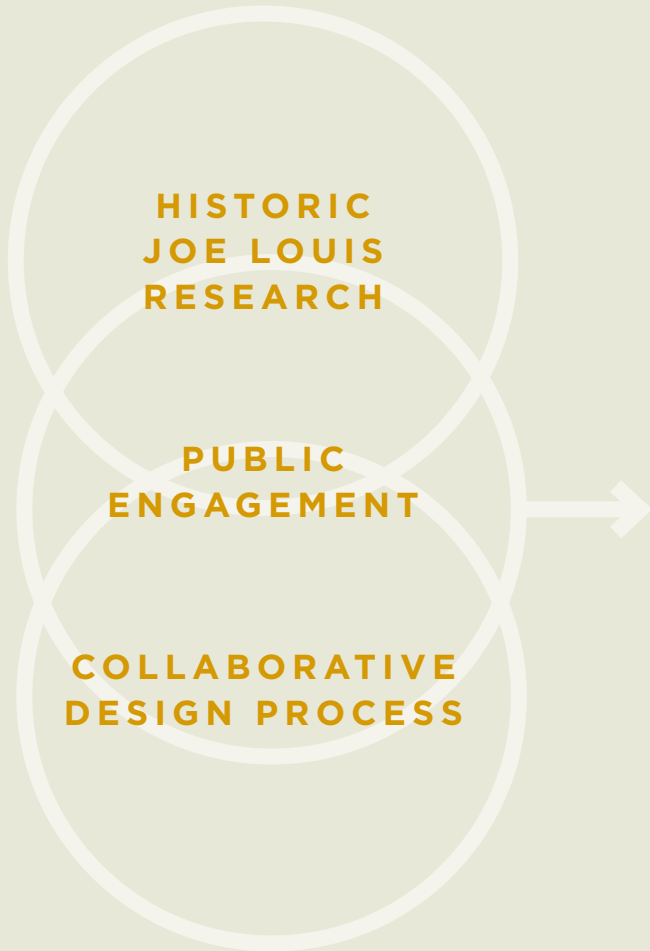 HISTORIC
JOE LOUIS
RESEARCH
PUBLIC
ENGAGEMENT
COLLABORATIVE
DESIGN PROCESS